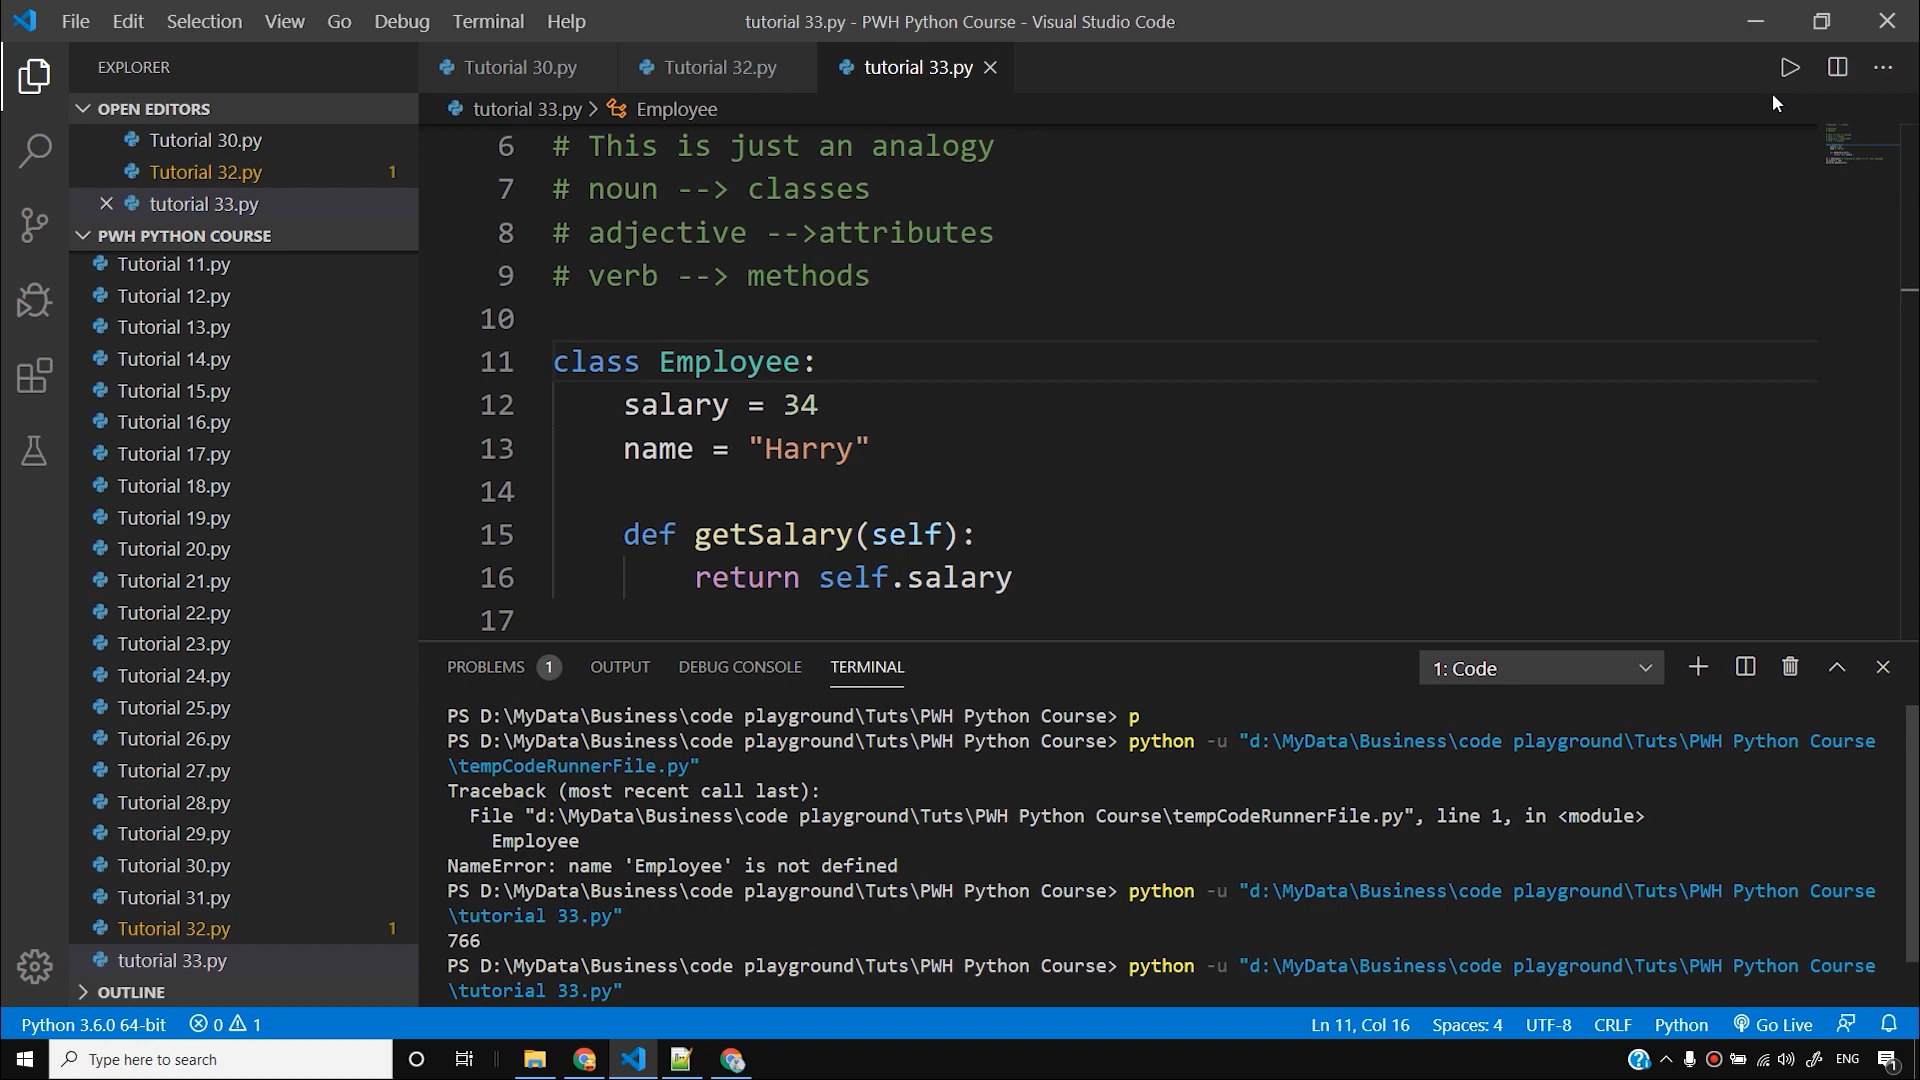 File Edit Selection View Go Debug Terminal Help
tutorial 33.py - PWH Python Course - Visual Studio Code
EXPLORER
OPEN EDITORS
Tutorial 30.py
Tutorial 32.py 1
tutorial 33.py
PWH PYTHON COURSE
Tutorial 11.py
Tutorial 12.py
Tutorial 13.py
Tutorial 14.py
Tutorial 15.py
Tutorial 16.py
Tutorial 17.py
Tutorial 18.py
Tutorial 19.py
Tutorial 20.py
Tutorial 21.py
Tutorial 22.py
Tutorial 23.py
Tutorial 24.py
Tutorial 25.py
Tutorial 26.py
Tutorial 27.py
Tutorial 28.py
Tutorial 29.py
Tutorial 30.py
Tutorial 31.py
Tutorial 32.py 1
tutorial 33.py
OUTLINE
Tutorial 30.py Tutorial 32.py tutorial 33.py
tutorial 33.py > Employee
6 # This is just an analogy
7 # noun --> classes
8 # adjective -->attributes
9 # verb --> methods
10
11 class Employee:
12 salary = 34
13 name = "Harry"
14
15 def getSalary(self):
16 return self.salary
17
PROBLEMS 1 OUTPUT DEBUG CONSOLE TERMINAL 1: Code
PS D:\MyData\Business\code playground\Tuts\PWH Python Course> p
PS D:\MyData\Business\code playground\Tuts\PWH Python Course> python -u "d:\MyData\Business\code playground\Tuts\PWH Python Course
\tempCodeRunnerFile.py"
Traceback (most recent call last):
File "d:\MyData\Business\code playground\Tuts\PWH Python Course\tempCodeRunnerFile.py", line 1, in <module>
Employee
NameError: name 'Employee' is not defined
PS D:\MyData\Business\code playground\Tuts\PWH Python Course> python -u "d:\MyData\Business\code playground\Tuts\PWH Python Course
\tutorial 33.py"
766
PS D:\MyData\Business\code playground\Tuts\PWH Python Course> python -u "d:\MyData\Business\code playground\Tuts\PWH Python Course
\tutorial 33.py"
Python 3.6.0 64-bit 0 1 Ln 11, Col 16 Spaces: 4 UTF-8 CRLF Python Go Live
Type here to search ENG 1